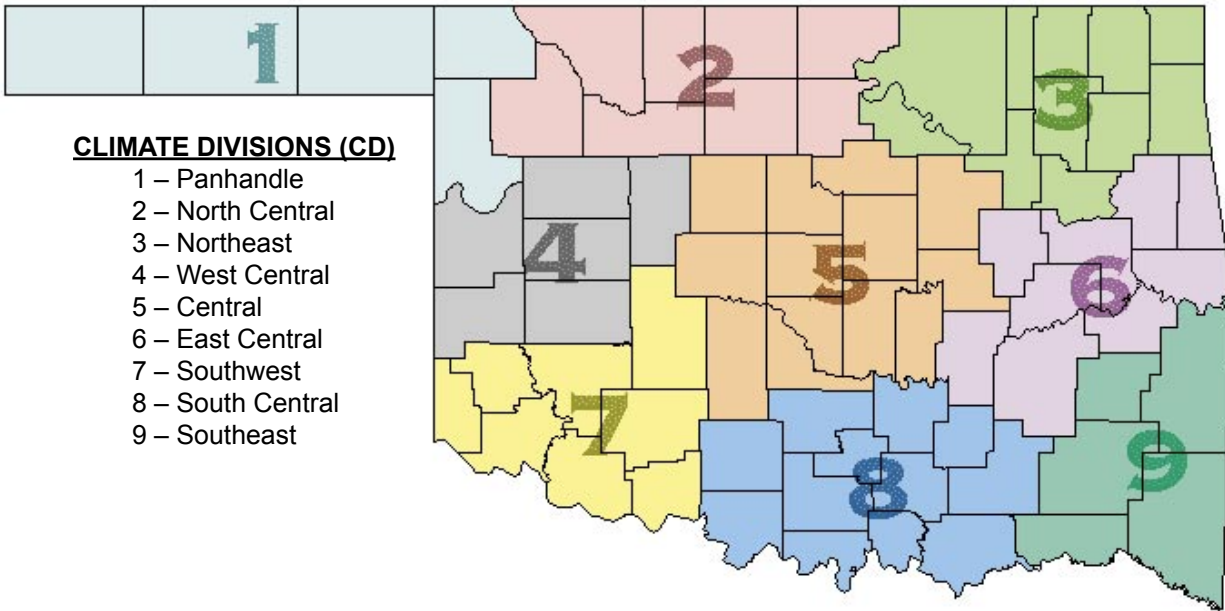 1
2
3
CLIMATE DIVISIONS (CD)
1 – Panhandle
2 – North Central
3 – Northeast
4 – West Central
5 – Central
6 – East Central
7 – Southwest
8 – South Central
9 – Southeast
4
5
6
7
8
9